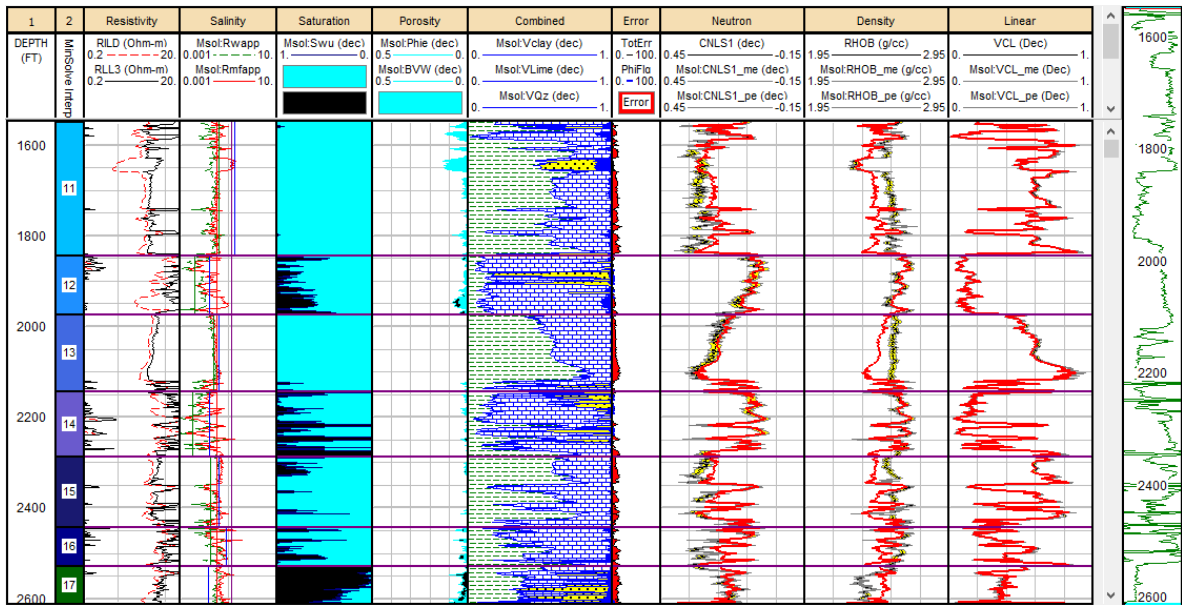 1 2 Resistivity Salinity Saturation Porosity Combined Error Neutron Density Linear
DEPTH (FT)
MinSolve Interp
RILD (Ohm-m)
0.2 20.
RLL3 (Ohm-m)
0.2 20.
Msol:Rwapp
0.001 10.
Msol:Rmfapp
0.001 10.
Msol:Swu (dec)
1. 0.
Msol:Phie (dec)
0.5 0.
Msol:BVW (dec)
0.5 0.
Msol:Vclay (dec)
0. 1.
Msol:VLime (dec)
0. 1.
Msol:VQz (dec)
0. 1.
TotErr
0. 100.
PhiFlg
0. 100.
Error
CNLS1 (dec)
0.45 -0.15
Msol:CNLS1_me (dec)
0.45 -0.15
Msol:CNLS1_pe (dec)
0.45 -0.15
RHOB (g/cc)
1.95 2.95
Msol:RHOB_me (g/cc)
1.95 2.95
Msol:RHOB_pe (g/cc)
1.95 2.95
VCL (Dec)
0. 1.
Msol:VCL_me (Dec)
0. 1.
Msol:VCL_pe (Dec)
0. 1.
1600
11
1800
12
2000
13
2200
14
15
2400
16
17
2600
1600
1800
2000
2200
2400
2600